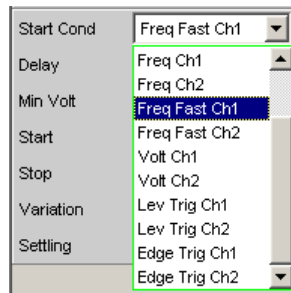 Start Cond Freq Fast Ch1
Delay Freq Ch1
Freq Ch2
Min Volt Freq Fast Ch1
Start Freq Fast Ch2
Volt Ch1
Stop Volt Ch2
Variation Lev Trig Ch1
Lev Trig Ch2
Settling Edge Trig Ch1
Edge Trig Ch2